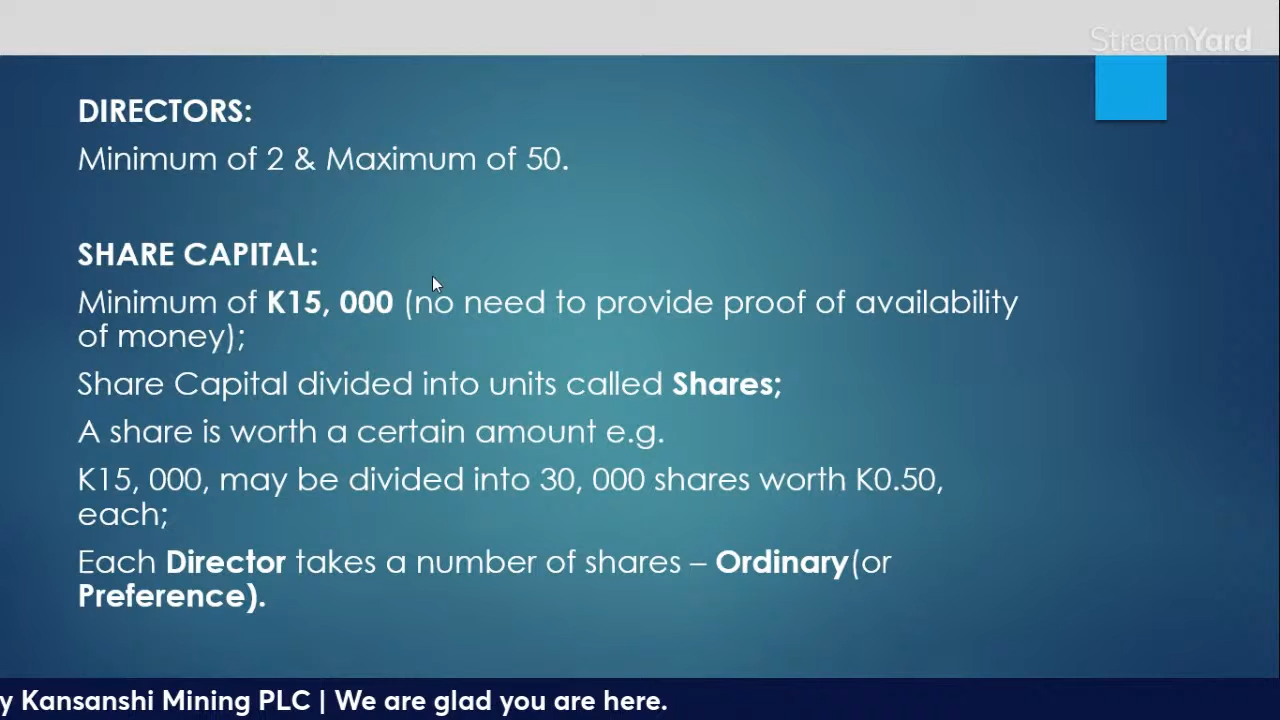 StreamYard
DIRECTORS:
Minimum of 2 & Maximum of 50.
SHARE CAPITAL:
Minimum of K15, 000 (no need to provide proof of availability
of money);
Share Capital divided into units called Shares;
A share is worth a certain amount e.g.
K15, 000, may be divided into 30, 000 shares worth K0.50,
each;
Each Director takes a number of shares – Ordinary(or
Preference).
y Kansanshi Mining PLC | We are glad you are here.